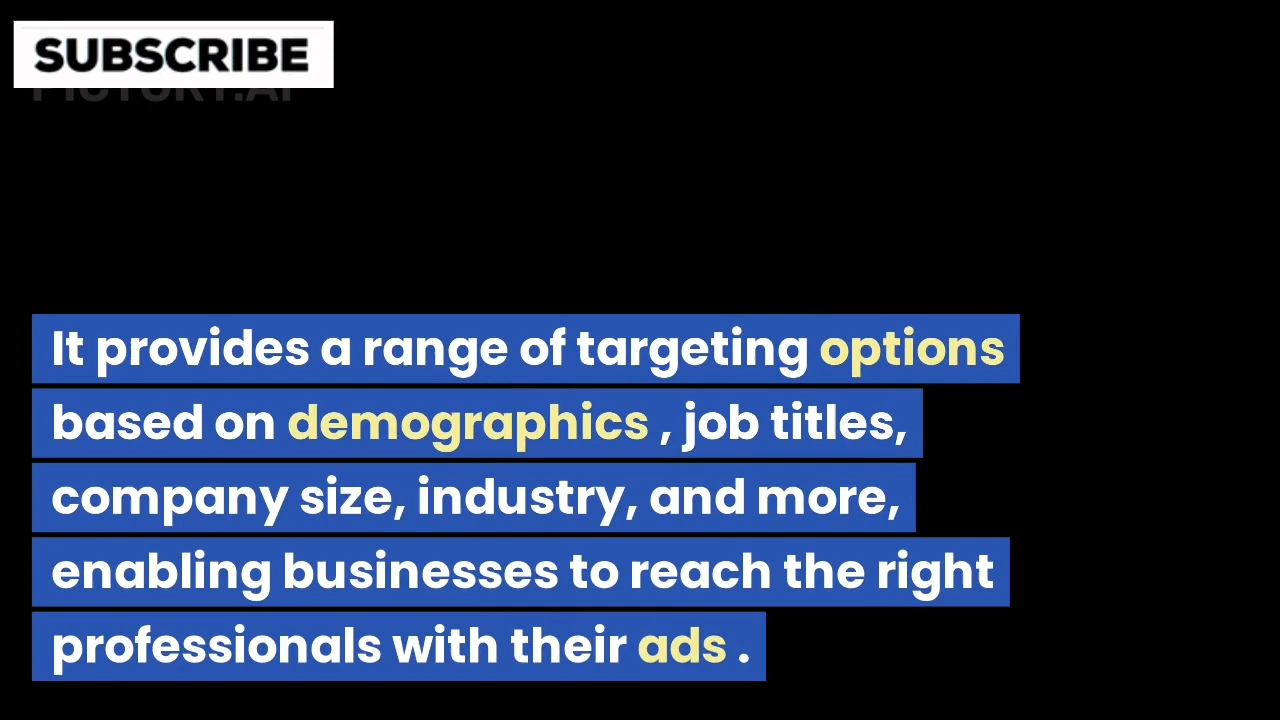 SUBSCRIBE
It provides a range of targeting options
based on demographics , job titles,
company size, industry, and more,
enabling businesses to reach the right
professionals with their ads .